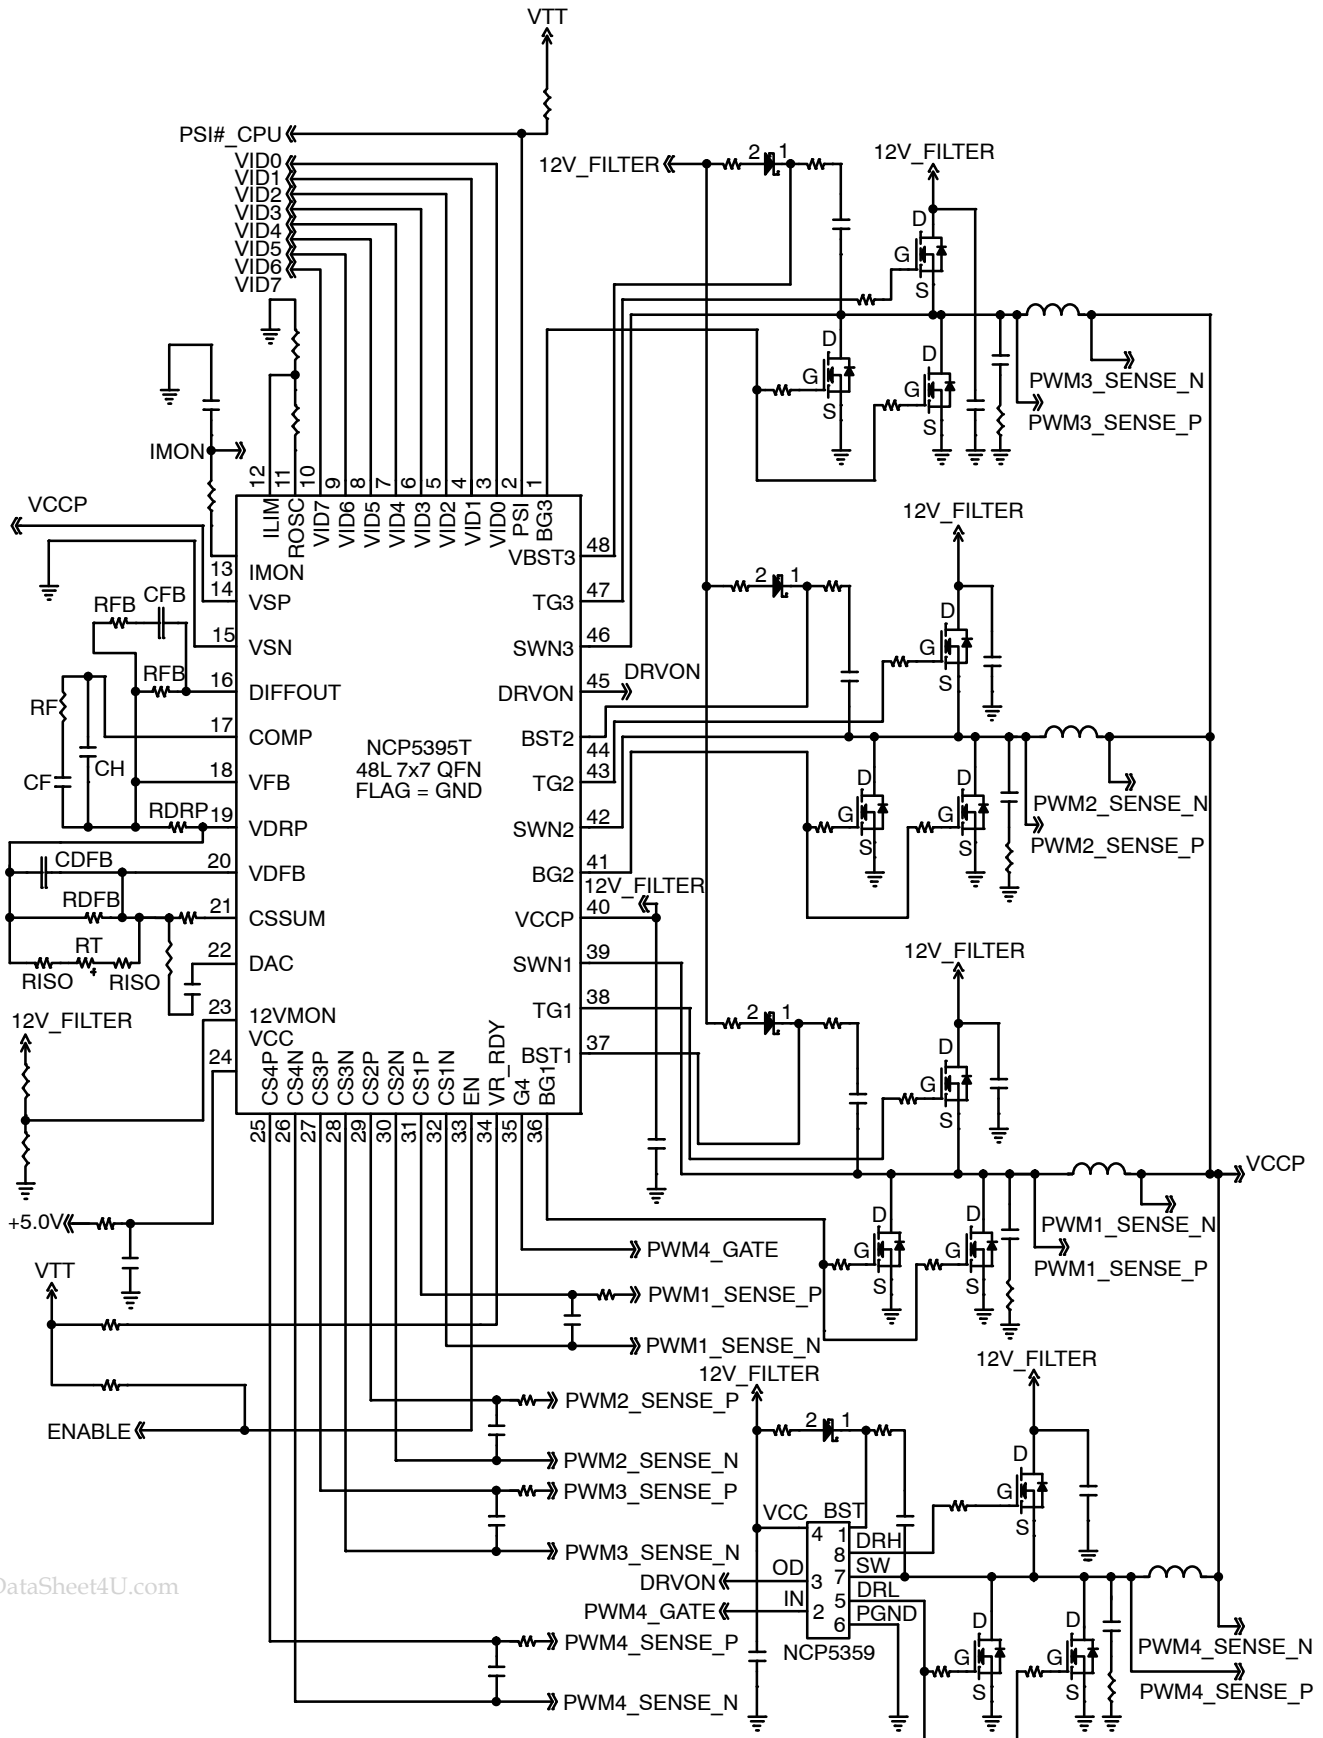 VTT
PSI#_CPU
VID0
VID1
VID2
VID3
VID4
VID5
VID6
VID7
12V_FILTER
2 1
12V_FILTER
D
G
S
D
G
S
D
G
S
PWM3_SENSE_N
PWM3_SENSE_P
IMON
VCCP
12 11 10 9 8 7 6 5 4 3 2 1
ILIM ROSC VID7 VID6 VID5 VID4 VID3 VID2 VID1 VID0 PSI BG3
13 IMON
14 VSP
15 VSN
16 DIFFOUT
17 COMP
18 VFB
19 VDRP
20 VDFB
21 CSSUM
22 DAC
23 12VMON
24 VCC
RFB CFB
RFB
RF
CH
CF
RDRP
CDFB
RDFB
RT
RISO RISO
NCP5395T
48L 7x7 QFN
FLAG = GND
VBST3 48
TG3 47
SWN3 46
DRVON 45
DRVON
BST2 44
TG2 43
SWN2 42
BG2 41
12V_FILTER
VCCP 40
SWN1 39
TG1 38
BST1 37
12V_FILTER
2 1
D
G
S
D
G
S
D
G
S
PWM2_SENSE_N
PWM2_SENSE_P
12V_FILTER
2 1
D
G
S
D
G
S
D
G
S
VCCP
PWM1_SENSE_N
PWM1_SENSE_P
12V_FILTER
CS4P CS4N CS3P CS3N CS2P CS2N CS1P CS1N EN VR_RDY G4 BG1
25 26 27 28 29 30 31 32 33 34 35 36
+5.0V
VTT
ENABLE
PWM4_GATE
PWM1_SENSE_P
PWM1_SENSE_N
PWM2_SENSE_P
PWM2_SENSE_N
PWM3_SENSE_P
PWM3_SENSE_N
PWM4_SENSE_P
PWM4_SENSE_N
12V_FILTER
2 1
12V_FILTER
VCC 4
BST 1
DRH 8
OD 3
SW 7
DRL 5
IN 2
PGND 6
DRVON
PWM4_GATE
NCP5359
D
G
S
D
G
S
D
G
S
PWM4_SENSE_N
PWM4_SENSE_P
DataSheet4U.com